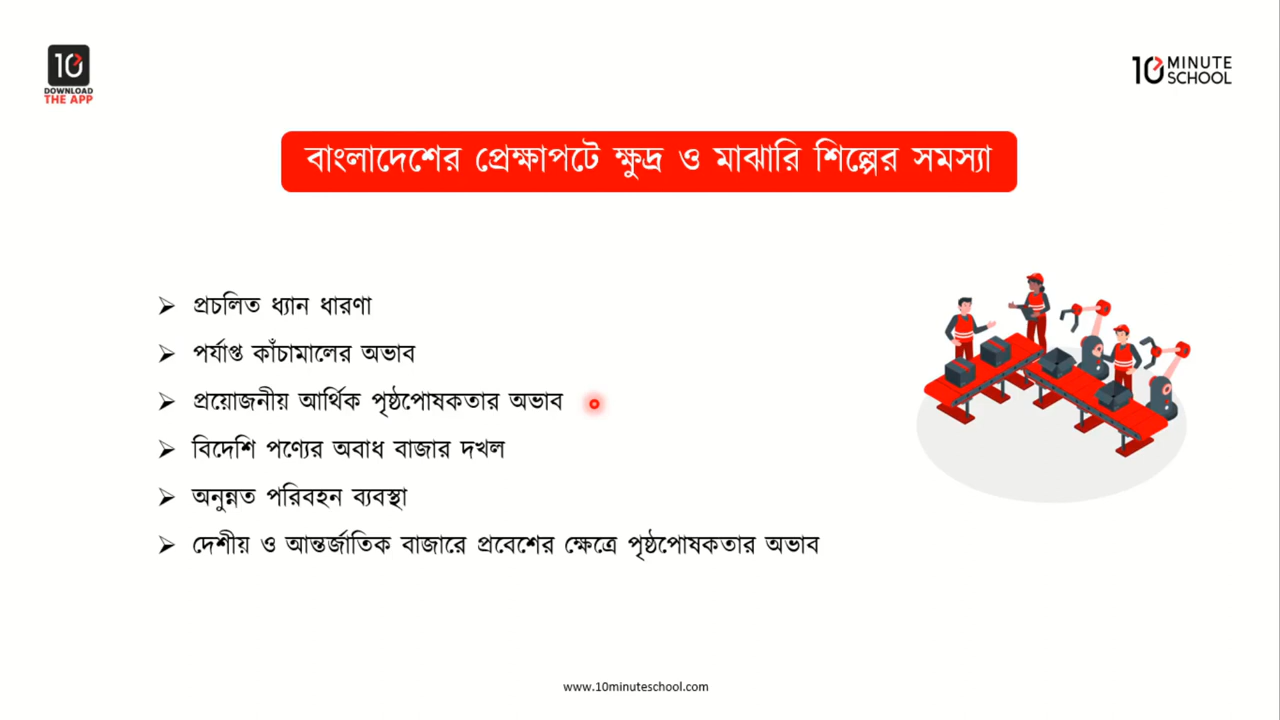 10
DOWNLOAD
THE APP
10 MINUTE
SCHOOL
বাংলাদেশের প্রেক্ষাপটে ক্ষুদ্র ও মাঝারি শিল্পের সমস্যা
➢ প্রচলিত ধ্যান ধারণা
➢ পর্যাপ্ত কাঁচামালের অভাব
➢ প্রয়োজনীয় আর্থিক পৃষ্ঠপোষকতার অভাব
➢ বিদেশি পণ্যের অবাধ বাজার দখল
➢ অনুন্নত পরিবহন ব্যবস্থা
➢ দেশীয় ও আন্তর্জাতিক বাজারে প্রবেশের ক্ষেত্রে পৃষ্ঠপোষকতার অভাব
www.10minuteschool.com